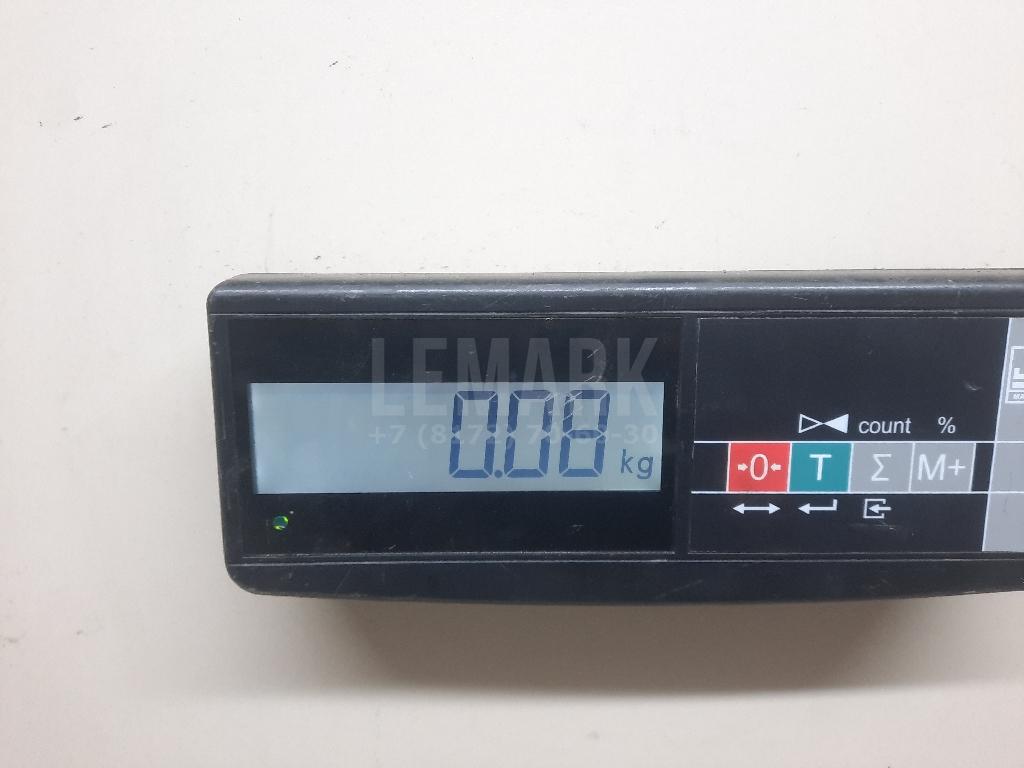 LEMARK
0.08 kg
count %
0 T Σ M+